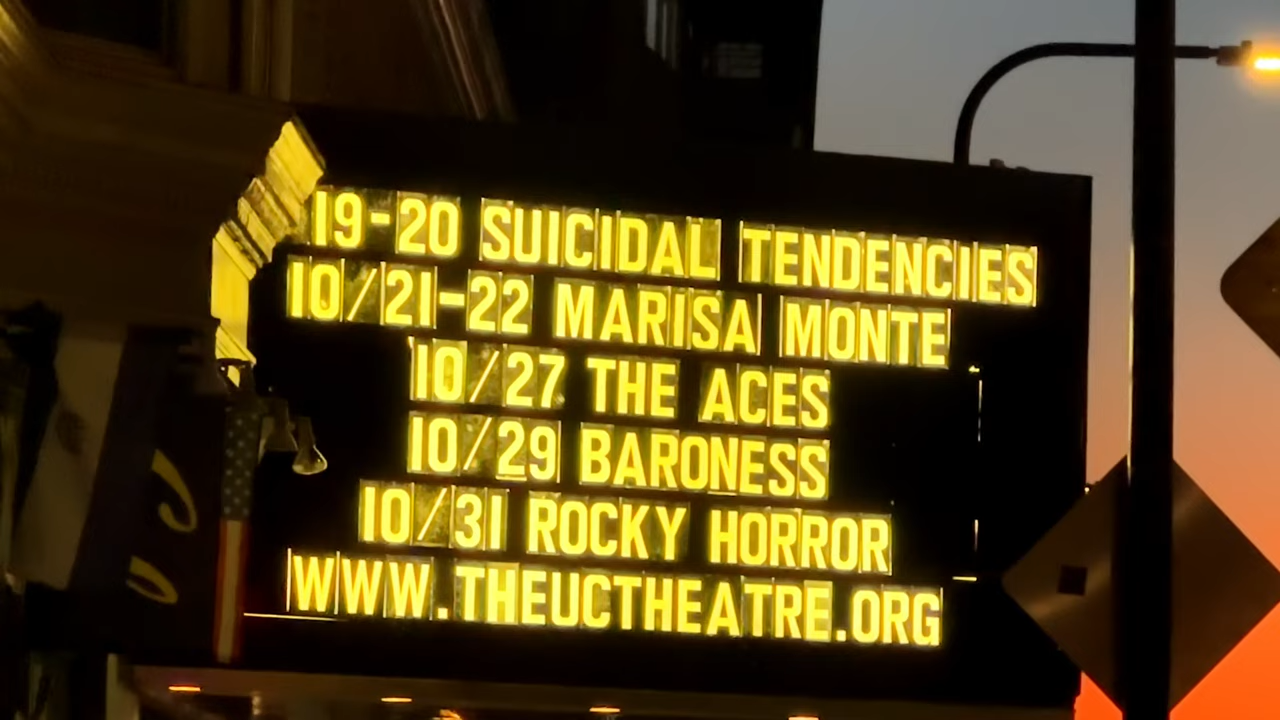 19-20 SUICIDAL TENDENCIES
10/21-22 MARISA MONTE
10/27 THE ACES
10/29 BARONESS
10/31 ROCKY HORROR
WWW.THEUCTHEATRE.ORG